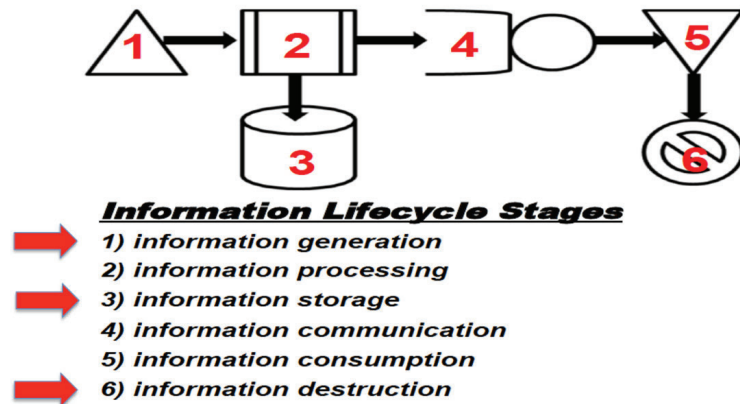 1 2 4 5
3 6
Information Lifecycle Stages
1) information generation
2) information processing
3) information storage
4) information communication
5) information consumption
6) information destruction